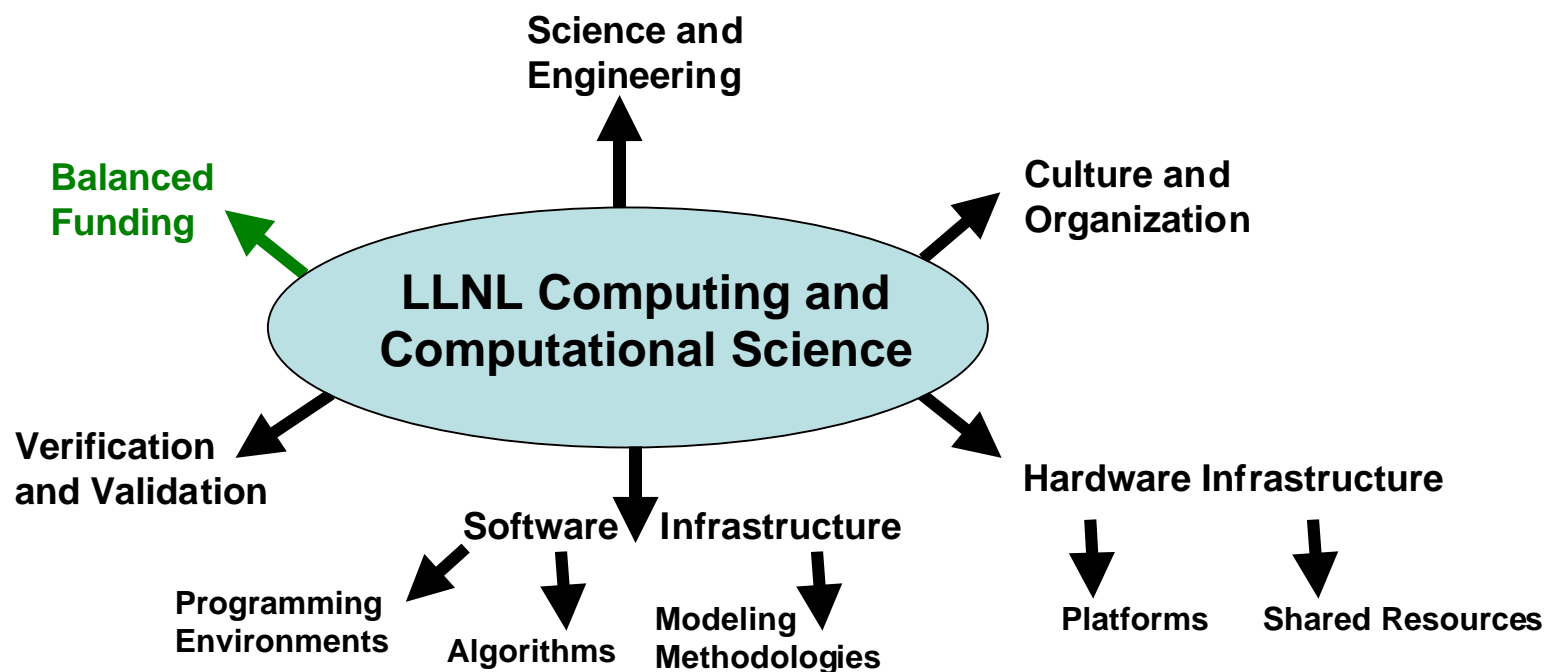 Science and
Engineering
Balanced
Funding
Culture and
Organization
LLNL Computing and
Computational Science
Verification
and Validation
Hardware Infrastructure
Software Infrastructure
Programming
Environments
Algorithms
Modeling
Methodologies
Platforms
Shared Resources